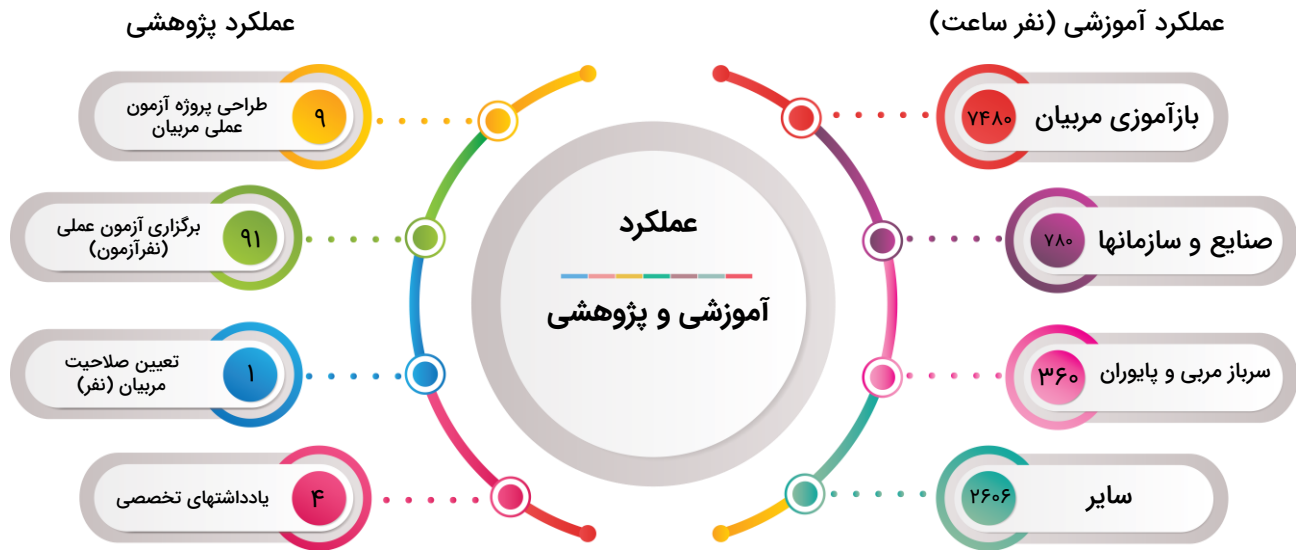 عملکرد آموزشی (نفر ساعت)
بازآموزی مربیان
۷۴۸۰
صنایع و سازمانها
۷۸۰
سرباز مربی و پایوران
۳۶۰
سایر
۲۶۰۶
عملکرد
آموزشی و پژوهشی
عملکرد پژوهشی
طراحی پروژه آزمون
عملی مربیان
۹
برگزاری آزمون عملی
(نفرآزمون)
۹۱
تعیین صلاحیت
مربیان (نفر)
۱
یادداشتهای تخصصی
۴